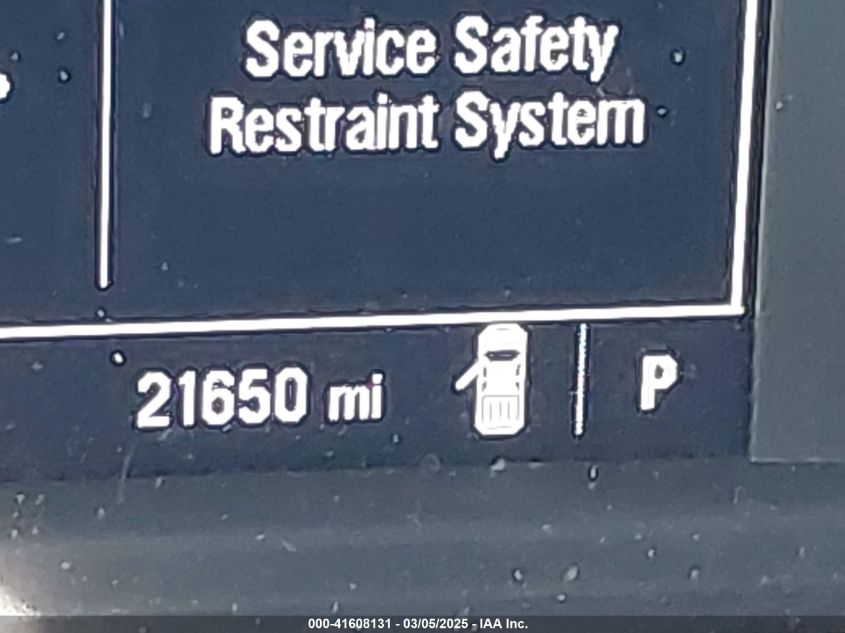 Service Safety
Restraint System
21650 mi
P
000-41608131 - 03/05/2025 - IAA Inc.